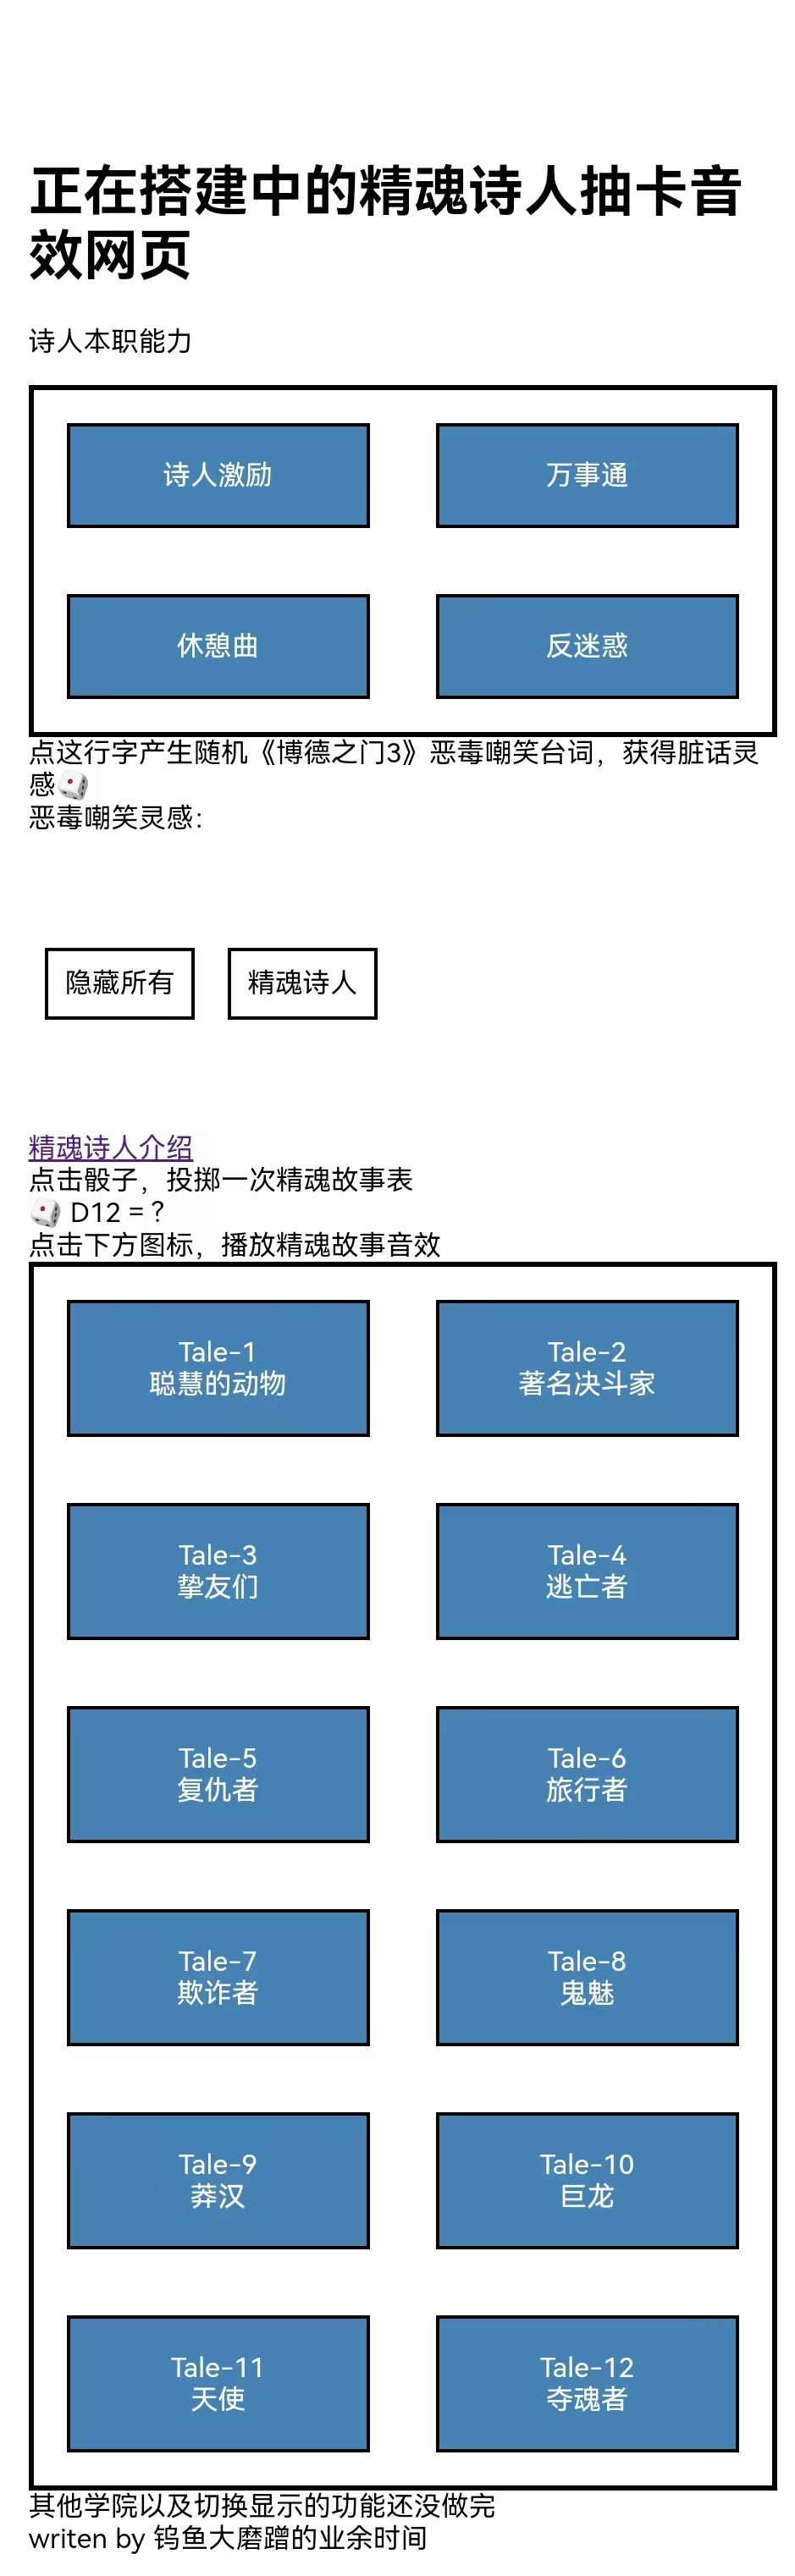 正在搭建中的精魂诗人抽卡音
效网页
诗人本职能力
诗人激励
万事通
休憩曲
反迷惑
点这行字产生随机《博德之门3》恶毒嘲笑台词，获得脏话灵
感🎲
恶毒嘲笑灵感：
隐藏所有
精魂诗人
精魂诗人介绍
点击骰子，投掷一次精魂故事表
🎲 D12 = ?
点击下方图标，播放精魂故事音效
Tale-1
聪慧的动物
Tale-2
著名决斗家
Tale-3
挚友们
Tale-4
逃亡者
Tale-5
复仇者
Tale-6
旅行者
Tale-7
欺诈者
Tale-8
鬼魅
Tale-9
莽汉
Tale-10
巨龙
Tale-11
天使
Tale-12
夺魂者
其他学院以及切换显示的功能还没做完
writen by 钨鱼大磨蹭的业余时间